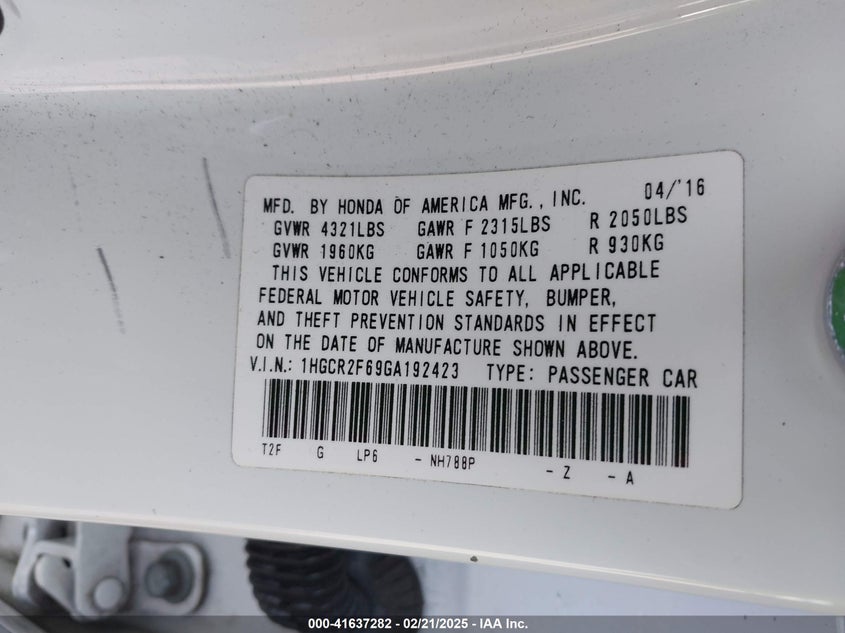 MFD. BY HONDA OF AMERICA MFG., INC. 04/'16
GVWR 4321LBS GAWR F 2315LBS R 2050LBS
GVWR 1960KG GAWR F 1050KG R 930KG
THIS VEHICLE CONFORMS TO ALL APPLICABLE
FEDERAL MOTOR VEHICLE SAFETY, BUMPER,
AND THEFT PREVENTION STANDARDS IN EFFECT
ON THE DATE OF MANUFACTURE SHOWN ABOVE.
V.I.N.: 1HGCR2F69GA192423 TYPE: PASSENGER CAR
T2F G LP6 - NH788P - Z - A
000-41637282 - 02/21/2025 - IAA Inc.